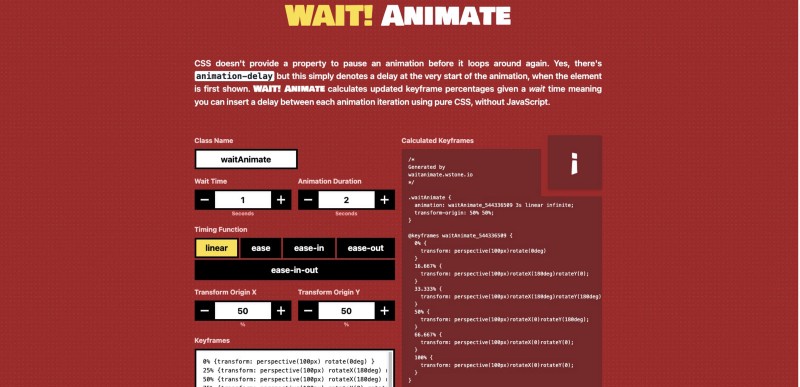 WAIT! ANIMATE
CSS doesn't provide a property to pause an animation before it loops around again. Yes, there's
animation-delay but this simply denotes a delay at the very start of the animation, when the element
is first shown. WAIT! ANIMATE calculates updated keyframe percentages given a wait time meaning
you can insert a delay between each animation iteration using pure CSS, without JavaScript.
Class Name
waitAnimate
Wait Time
Animation Duration
− 1 +
− 2 +
Seconds
Seconds
Timing Function
linear
ease
ease-in
ease-out
ease-in-out
Transform Origin X
Transform Origin Y
− 50 +
− 50 +
%
%
Keyframes
0% {transform: perspective(100px) rotate(0deg) }
25% {transform: perspective(100px) rotateX(180deg) r
50% {transform: perspective(100px) rotateX(180deg) r
Calculated Keyframes
/*
Generated by
waitanimate.wstone.io
*/
.waitAnimate {
animation: waitAnimate_544336509 3s linear infinite;
transform-origin: 50% 50%;
}
@keyframes waitAnimate_544336509 {
0% {
transform: perspective(100px)rotate(0deg)
}
16.667% {
transform: perspective(100px)rotateX(180deg)rotateY(0);
}
33.333% {
transform: perspective(100px)rotateX(180deg)rotateY(180deg)
}
50% {
transform: perspective(100px)rotateX(0)rotateY(180deg);
}
66.667% {
transform: perspective(100px)rotateX(0)rotateY(0);
}
100% {
transform: perspective(100px)rotateX(0)rotateY(0);
}